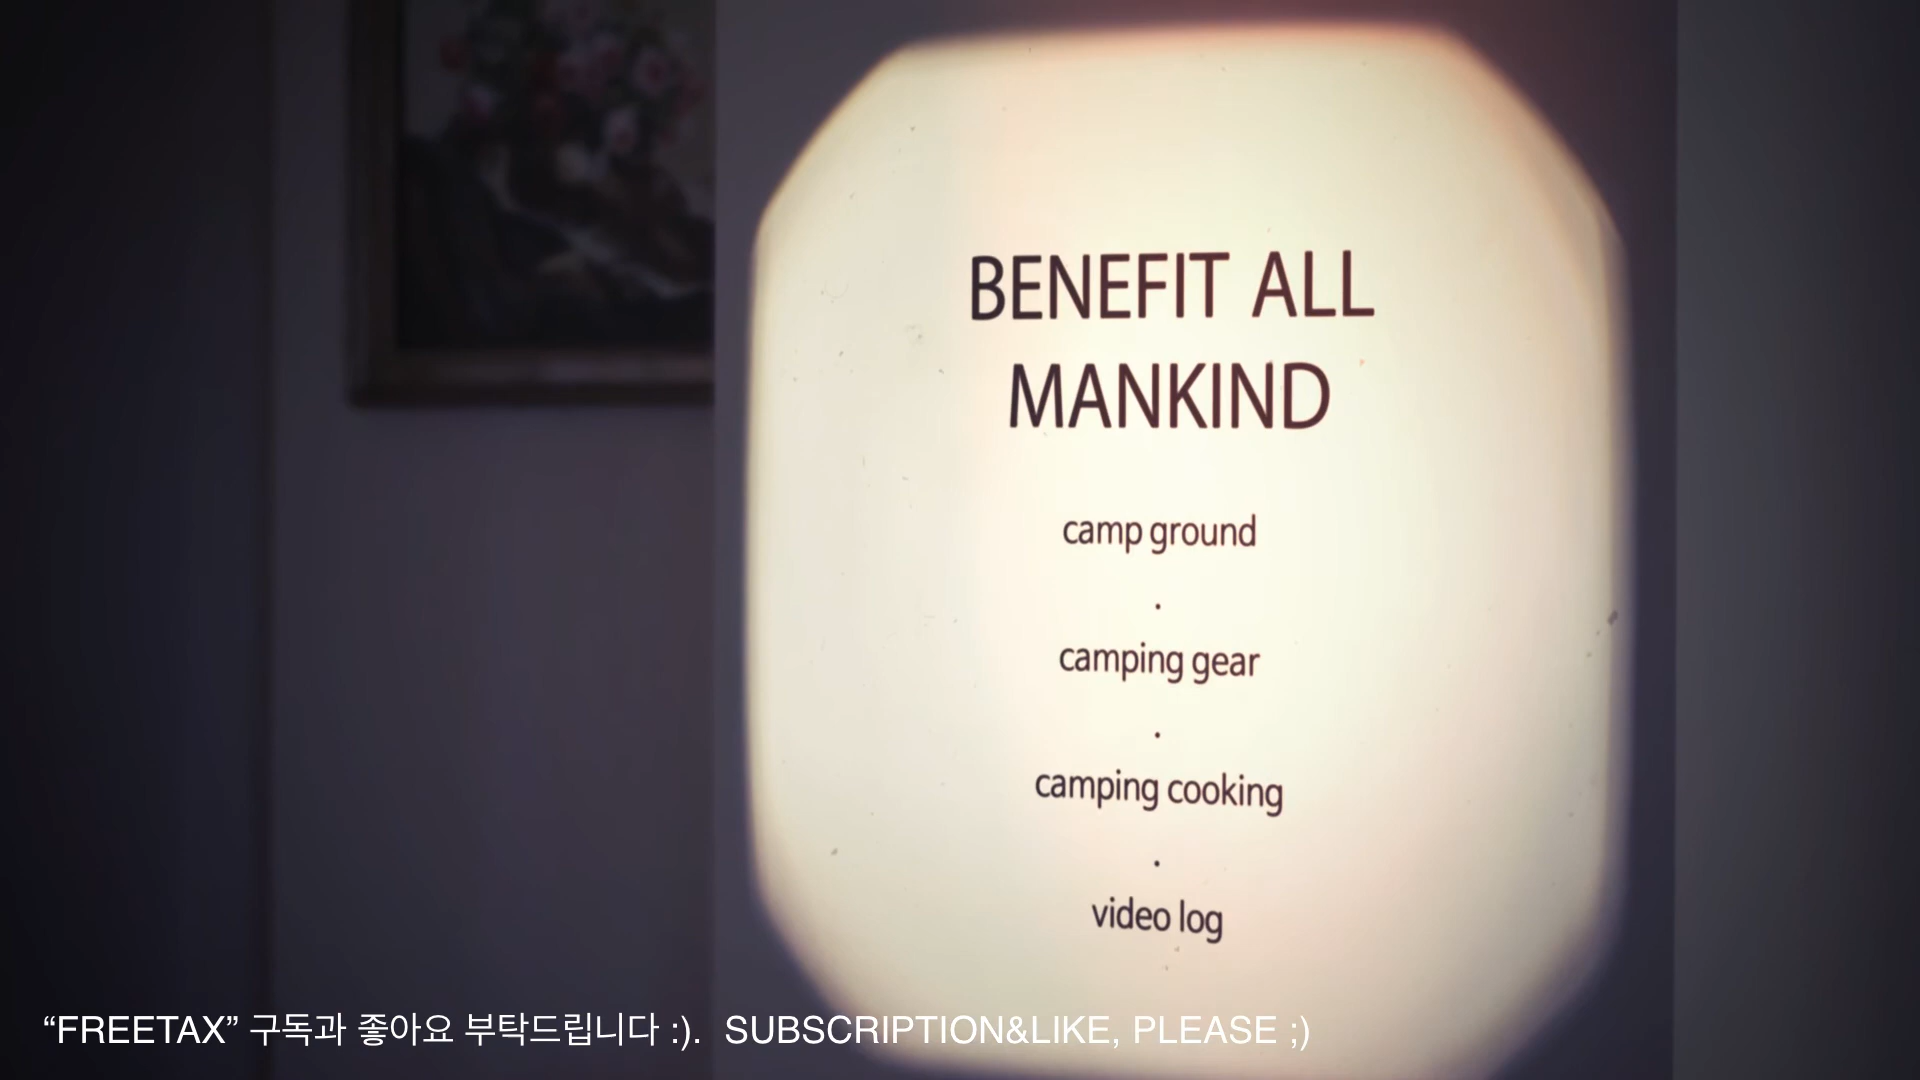 BENEFIT ALL
MANKIND
camp ground
.
camping gear
.
camping cooking
.
video log
“FREETAX” 구독과 좋아요 부탁드립니다 :).  SUBSCRIPTION&LIKE, PLEASE ;)